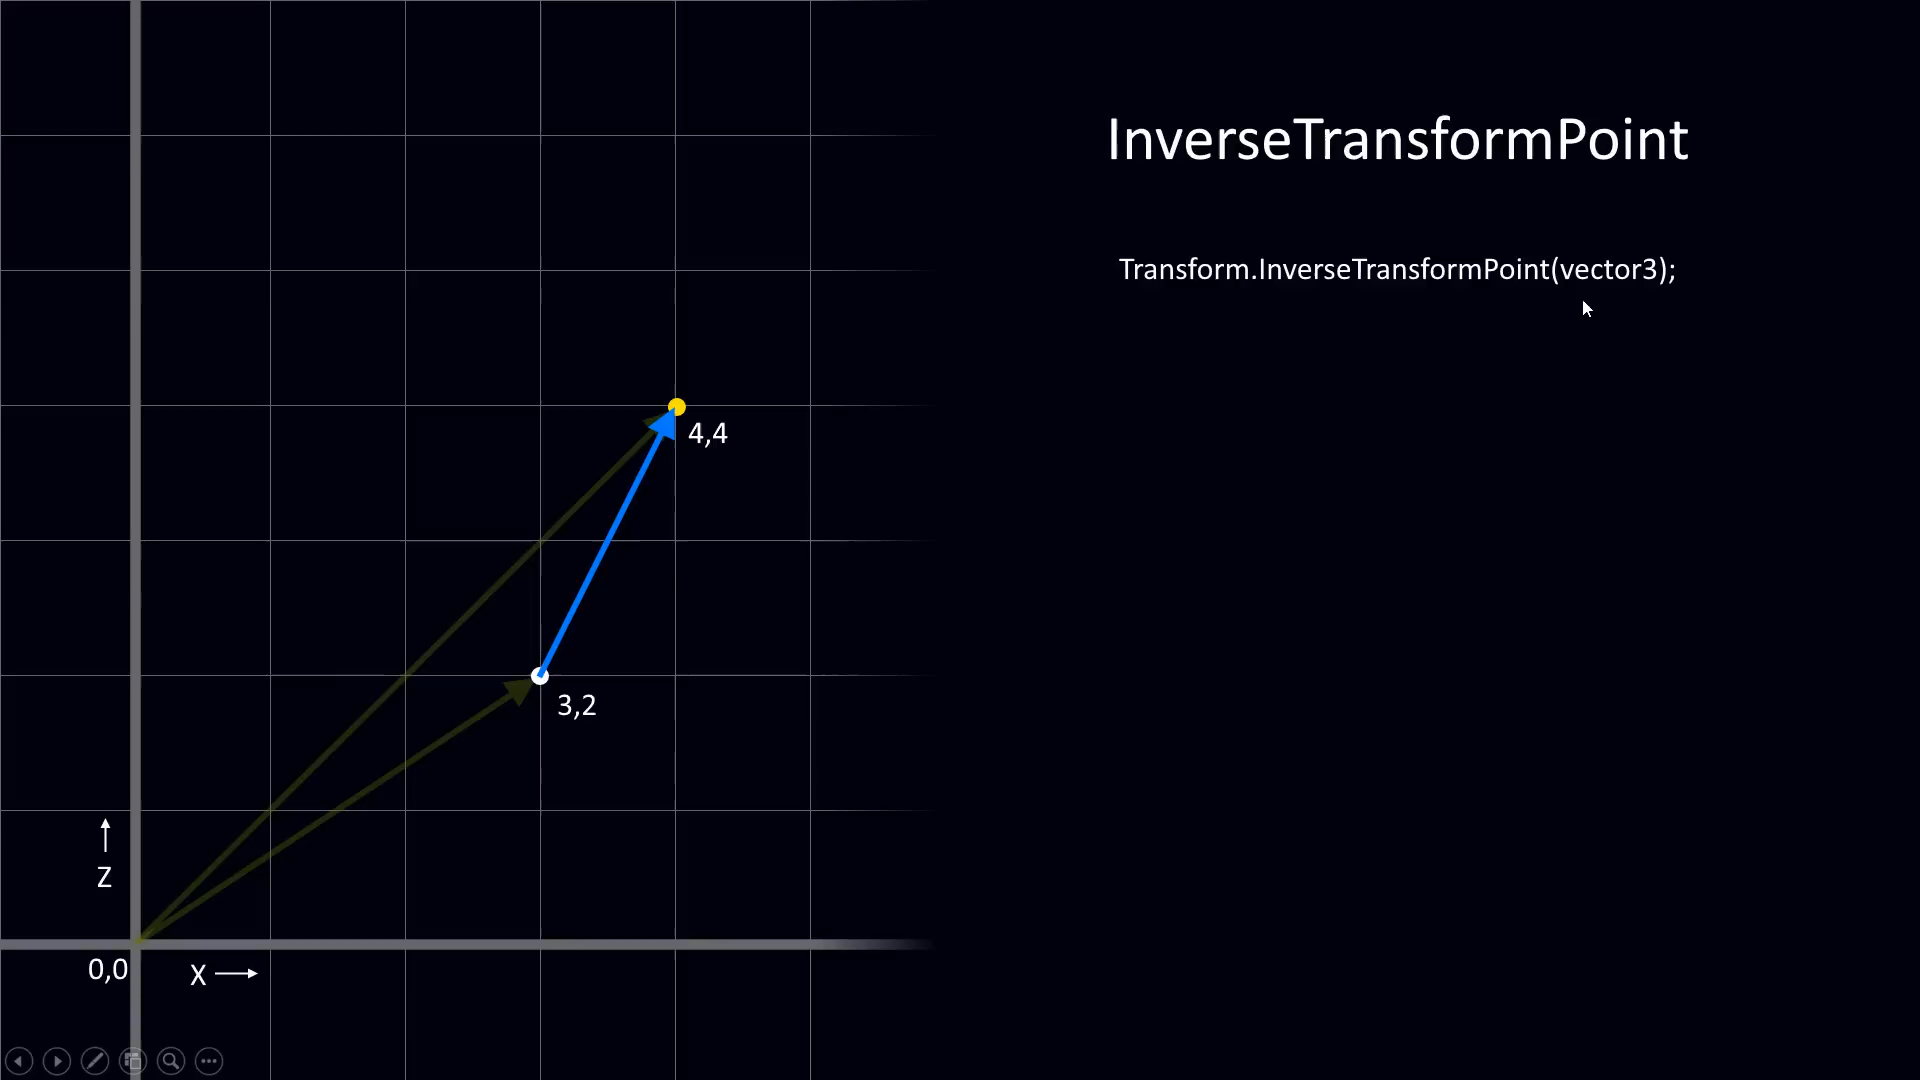 InverseTransformPoint
Transform.InverseTransformPoint(vector3);
4,4
3,2
Z
0,0
X